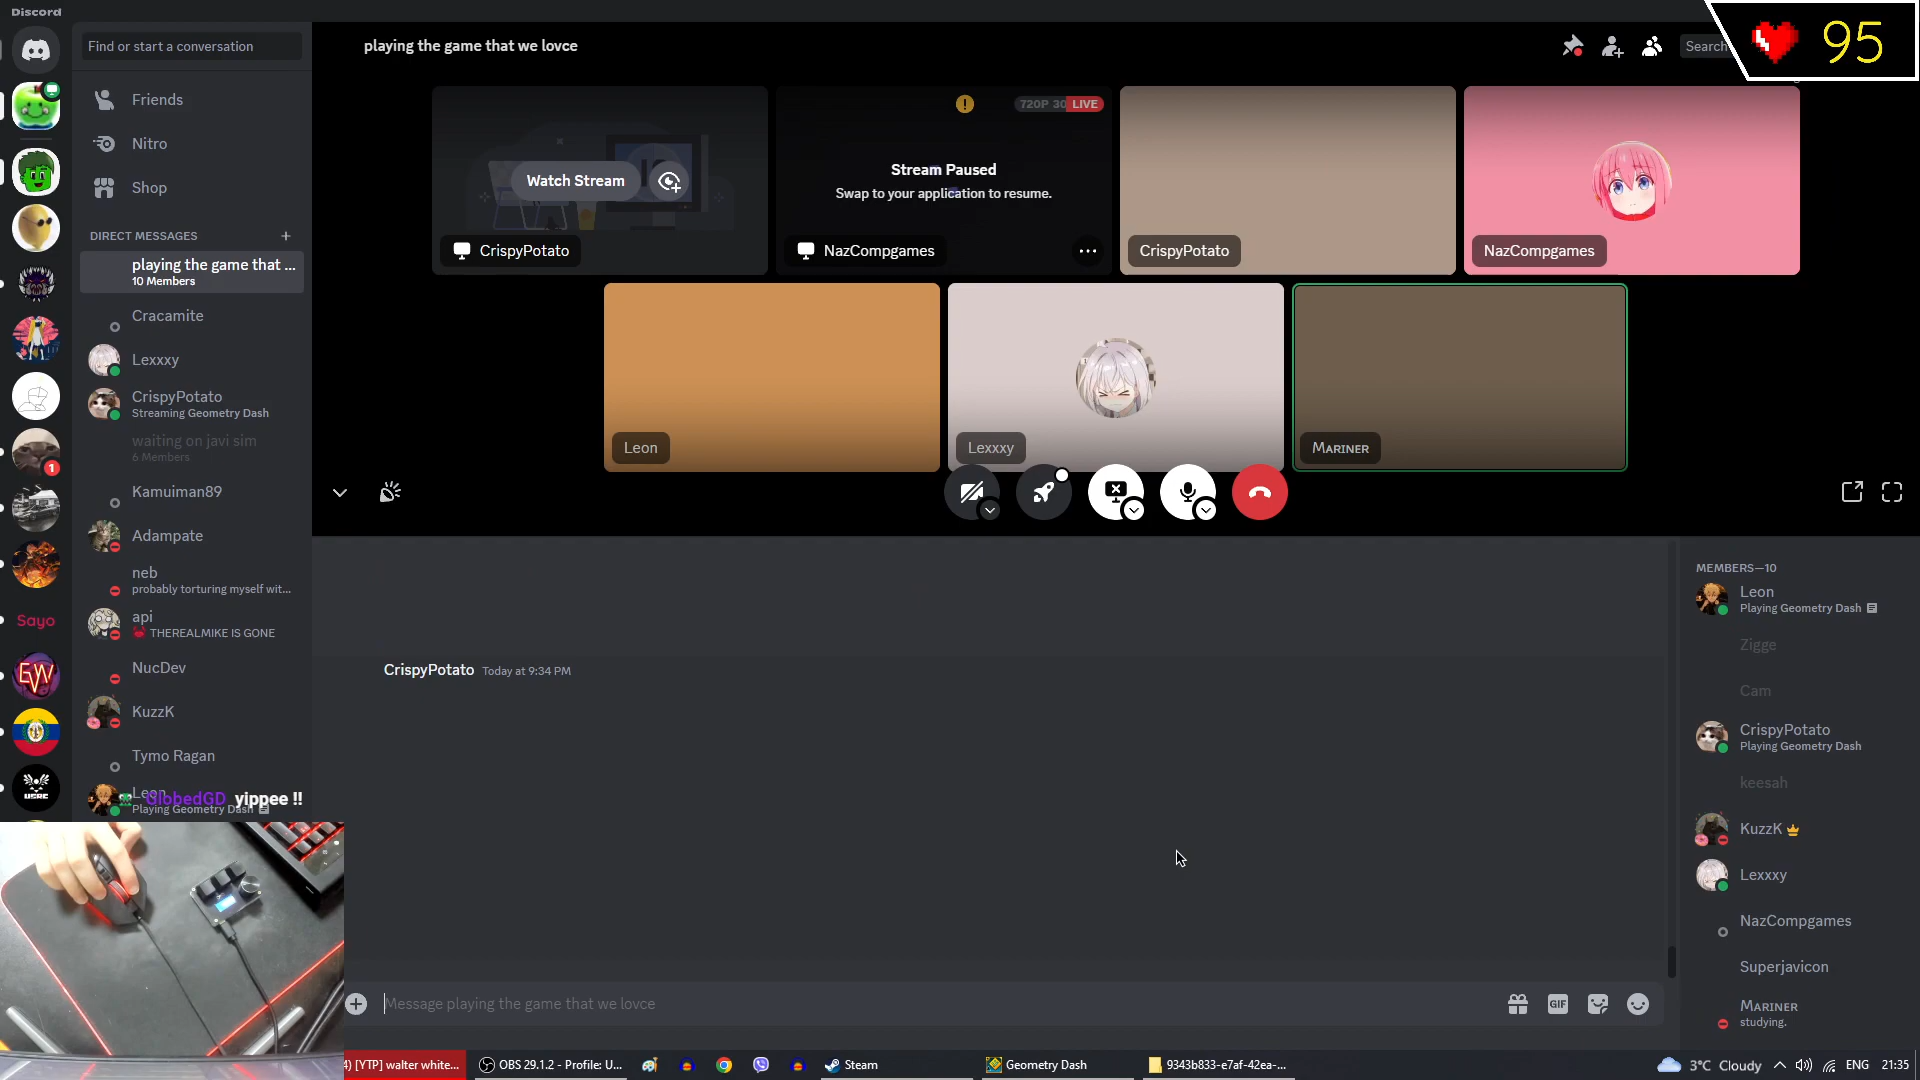 Discord
Find or start a conversation
playing the game that we lovce
Search
95
Friends
Nitro
Shop
DIRECT MESSAGES
playing the game that ...
10 Members
Cracamite
Lexxxy
CrispyPotato
Streaming Geometry Dash
waiting on javi sim
6 Members
Kamuiman89
Adampate
neb
probably torturing myself wit...
api
THEREALMIKE IS GONE
NucDev
KuzzK
Tymo Ragan
Leon
Playing Geometry Dash
GlobedGD yippee !!
1
Sayo
EW
USRC
Watch Stream
CrispyPotato
720P 30 LIVE
Stream Paused
Swap to your application to resume.
NazCompgames
CrispyPotato
NazCompgames
Leon
Lexxxy
MARINER
CrispyPotato Today at 9:34 PM
Message playing the game that we lovce
GIF
MEMBERS—10
Leon
Playing Geometry Dash
Zigge
Cam
CrispyPotato
Playing Geometry Dash
keesah
KuzzK
Lexxxy
NazCompgames
Superjavicon
MARINER
studying.
4) [YTP] walter white...
OBS 29.1.2 - Profile: U...
Steam
Geometry Dash
9343b833-e7af-42ea-...
3°C Cloudy
ENG
21:35